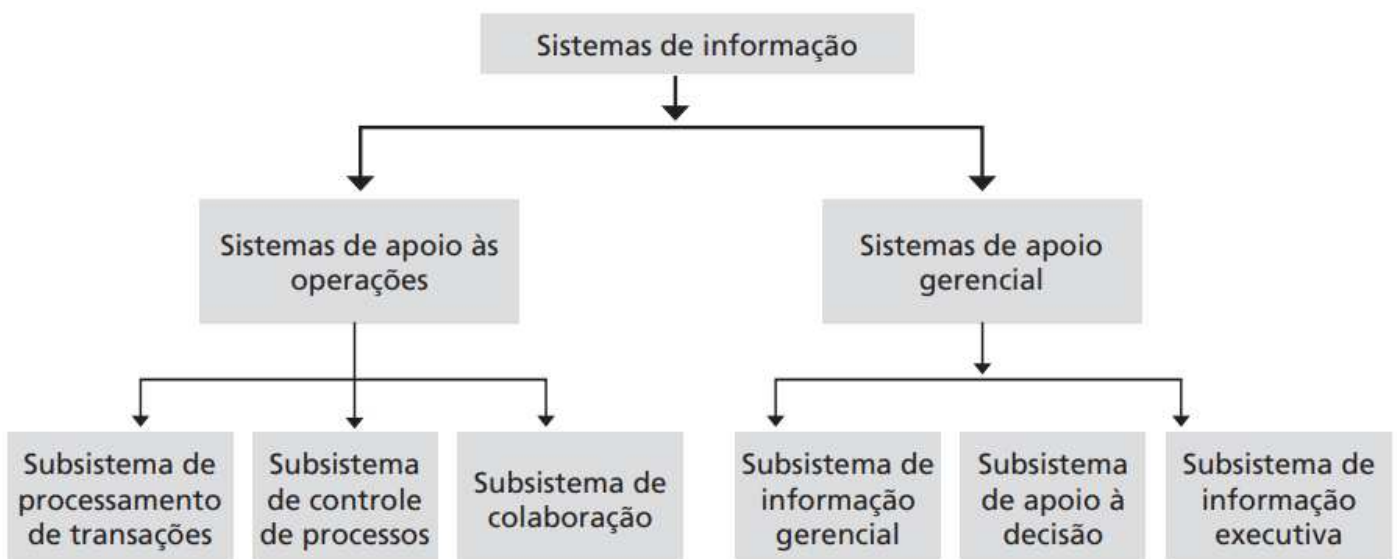 Sistemas de informação
Sistemas de apoio às
operações
Sistemas de apoio
gerencial
Subsistema de
processamento
de transações
Subsistema
de controle
de processos
Subsistema de
colaboração
Subsistema de
informação
gerencial
Subsistema
de apoio à
decisão
Subsistema de
informação
executiva